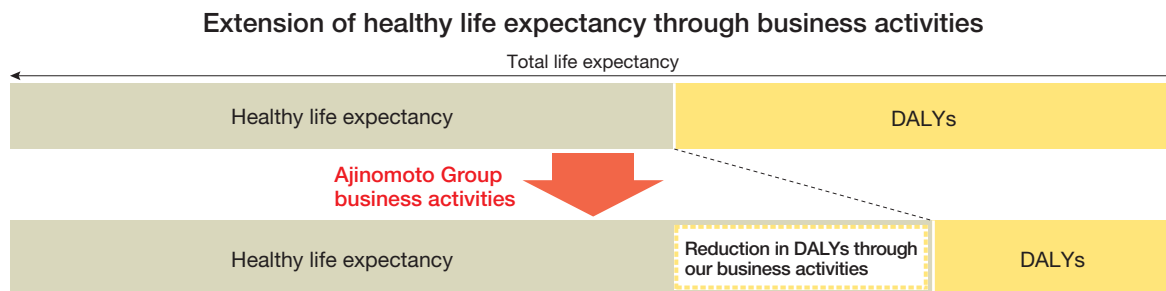 Extension of healthy life expectancy through business activities
Total life expectancy
Healthy life expectancy
DALYs
Ajinomoto Group
business activities
Healthy life expectancy
Reduction in DALYs through
our business activities
DALYs